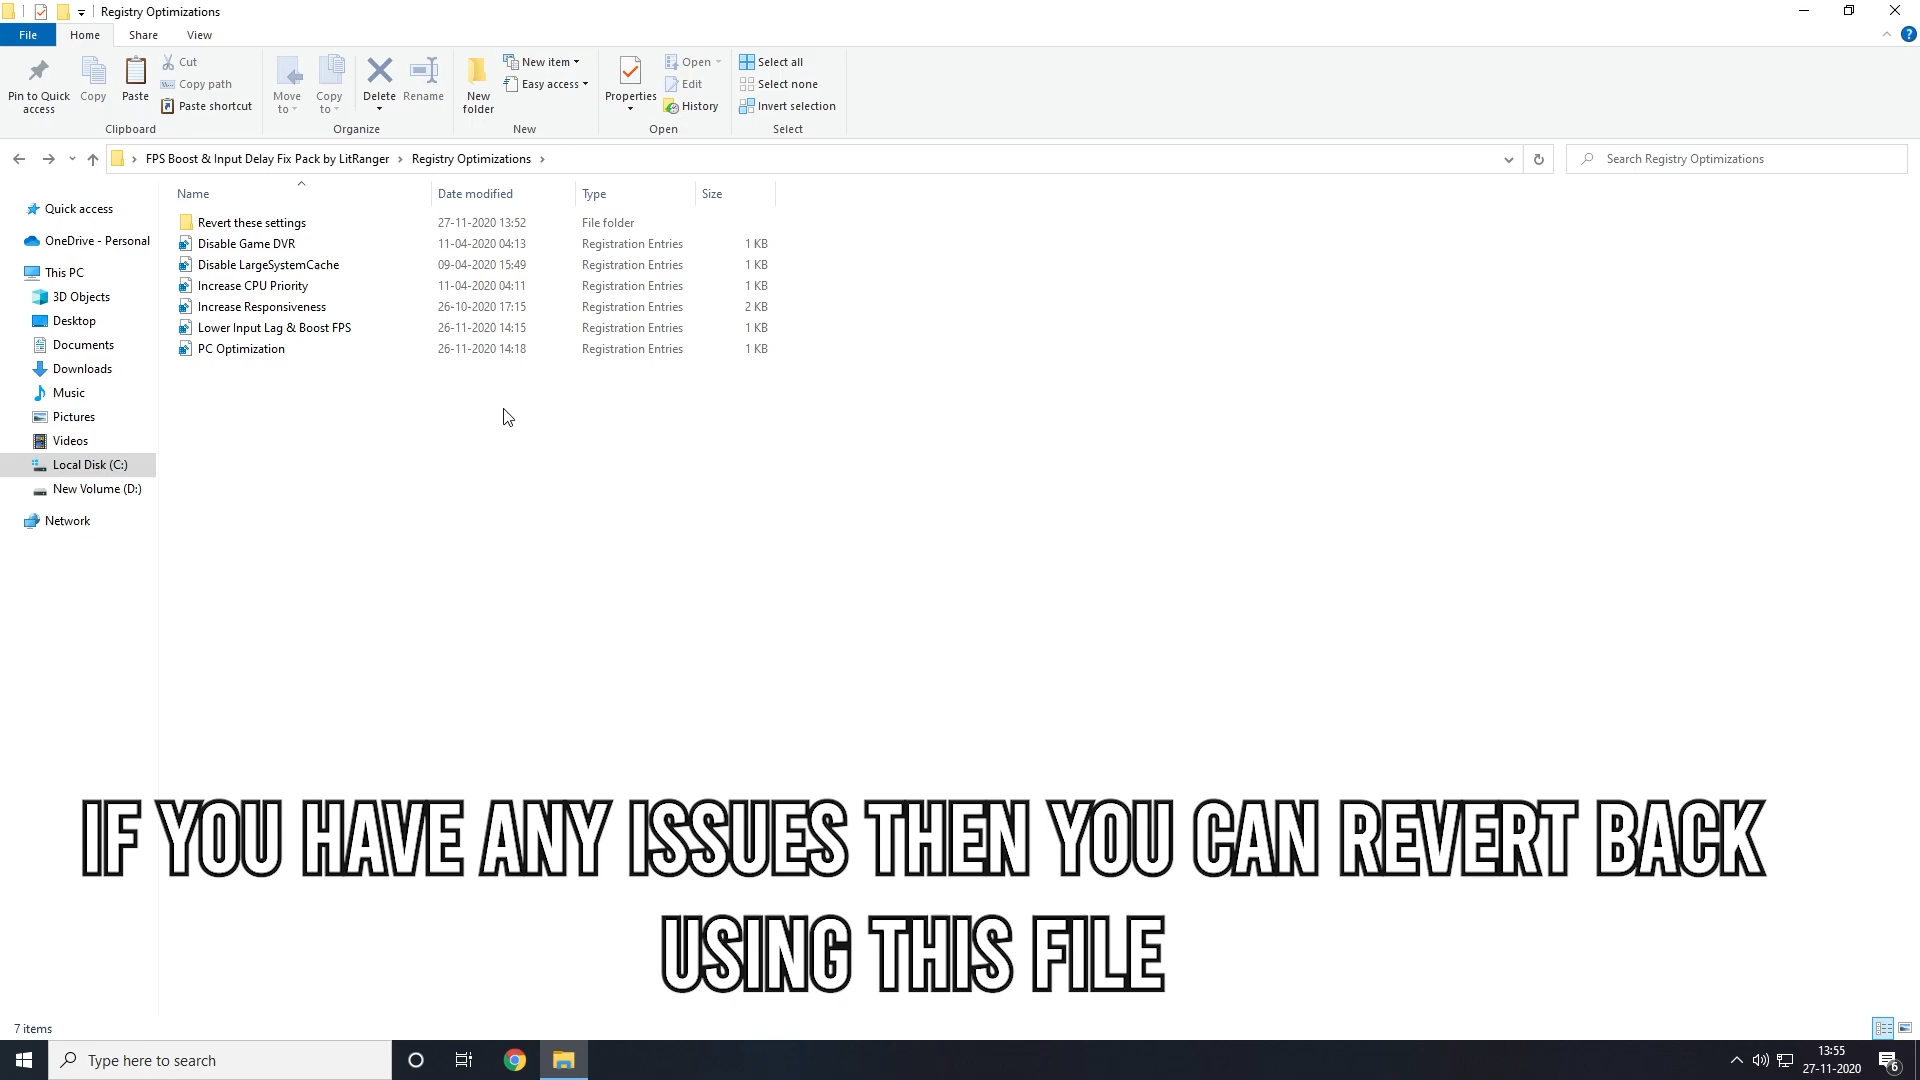 Registry Optimizations
File Home Share View
Pin to Quick access
Copy
Paste
Cut
Copy path
Paste shortcut
Clipboard
Move to
Copy to
Delete
Rename
Organize
New folder
New item
Easy access
New
Properties
Open
Edit
History
Open
Select all
Select none
Invert selection
Select
FPS Boost & Input Delay Fix Pack by LitRanger Registry Optimizations
Search Registry Optimizations
Quick access
OneDrive - Personal
This PC
3D Objects
Desktop
Documents
Downloads
Music
Pictures
Videos
Local Disk (C:)
New Volume (D:)
Network
Name Date modified Type Size
Revert these settings 27-11-2020 13:52 File folder
Disable Game DVR 11-04-2020 04:13 Registration Entries 1 KB
Disable LargeSystemCache 09-04-2020 15:49 Registration Entries 1 KB
Increase CPU Priority 11-04-2020 04:11 Registration Entries 1 KB
Increase Responsiveness 26-10-2020 17:15 Registration Entries 2 KB
Lower Input Lag & Boost FPS 26-11-2020 14:15 Registration Entries 1 KB
PC Optimization 26-11-2020 14:18 Registration Entries 1 KB
IF YOU HAVE ANY ISSUES THEN YOU CAN REVERT BACK
USING THIS FILE
7 items
Type here to search
13:55
27-11-2020
6